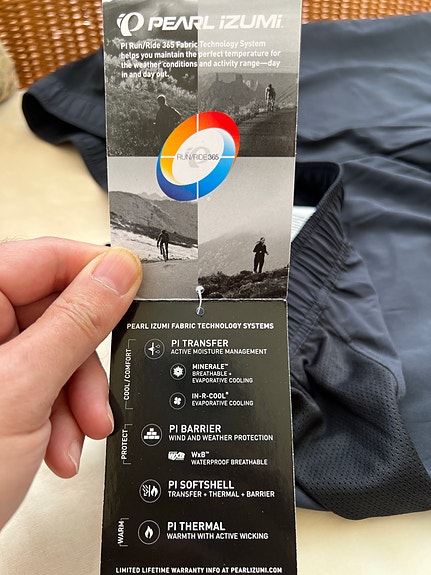 PEARL iZUMi
PI Run/Ride 365 Fabric Technology System
helps you maintain the perfect temperature for
the weather conditions and activity range—day
in and day out.
RUN/RIDE365
PEARL IZUMI FABRIC TECHNOLOGY SYSTEMS
COOL / COMFORT
PI TRANSFER
ACTIVE MOISTURE MANAGEMENT
MINERALE™
BREATHABLE +
EVAPORATIVE COOLING
IN-R-COOL®
EVAPORATIVE COOLING
PROTECT
PI BARRIER
WIND AND WEATHER PROTECTION
WxB WxB™
WATERPROOF BREATHABLE
PI SOFTSHELL
TRANSFER + THERMAL + BARRIER
WARM
PI THERMAL
WARMTH WITH ACTIVE WICKING
LIMITED LIFETIME WARRANTY INFO AT PEARLIZUMI.COM